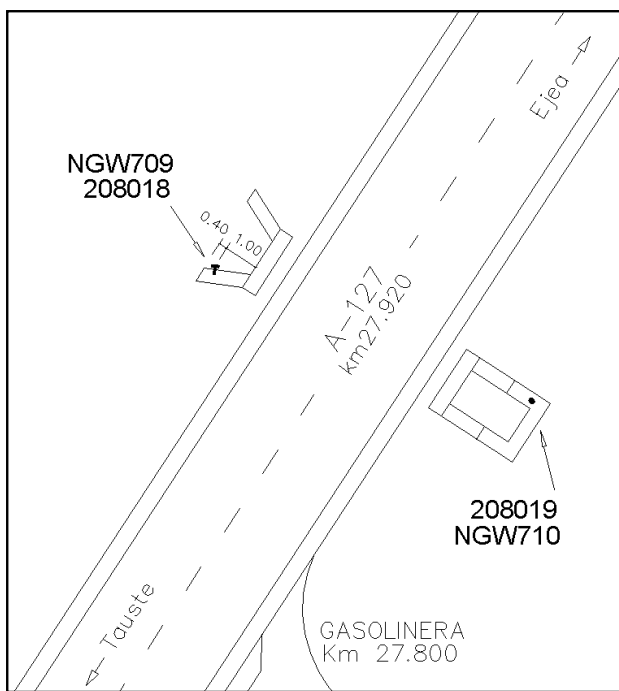 Ejea
NGW709
208018
0.40
1.00
A-127
km27.920
208019
NGW710
Tauste
GASOLINERA
Km 27.800